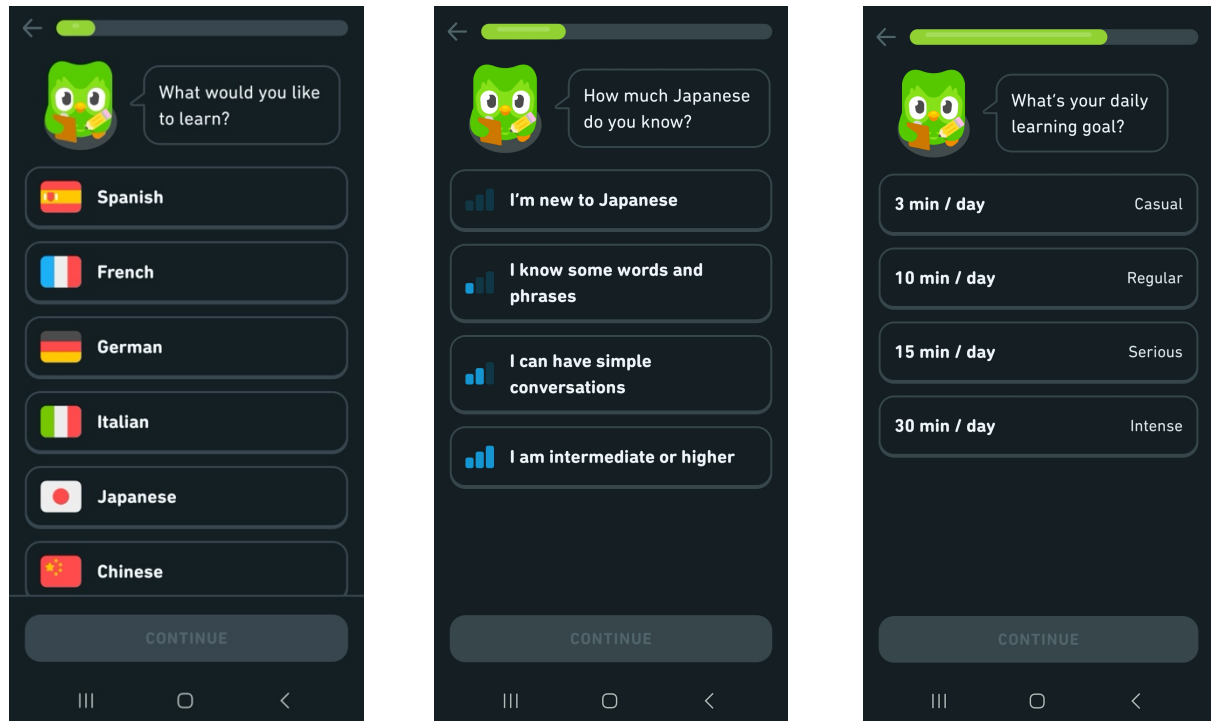 What would you like
to learn?
Spanish
French
German
Italian
Japanese
Chinese
CONTINUE
How much Japanese
do you know?
I'm new to Japanese
I know some words and
phrases
I can have simple
conversations
I am intermediate or higher
CONTINUE
What's your daily
learning goal?
3 min / day Casual
10 min / day Regular
15 min / day Serious
30 min / day Intense
CONTINUE